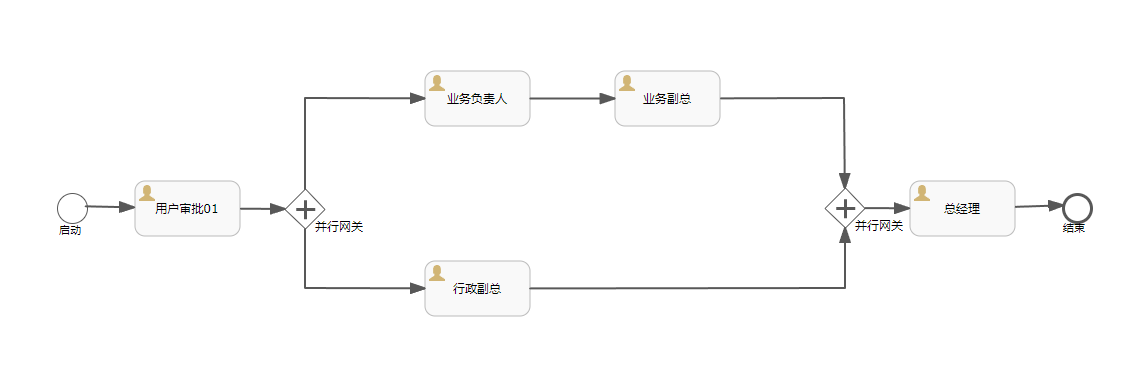 业务负责人
业务副总
启动
用户审批01
并行网关
并行网关
总经理
结束
行政副总